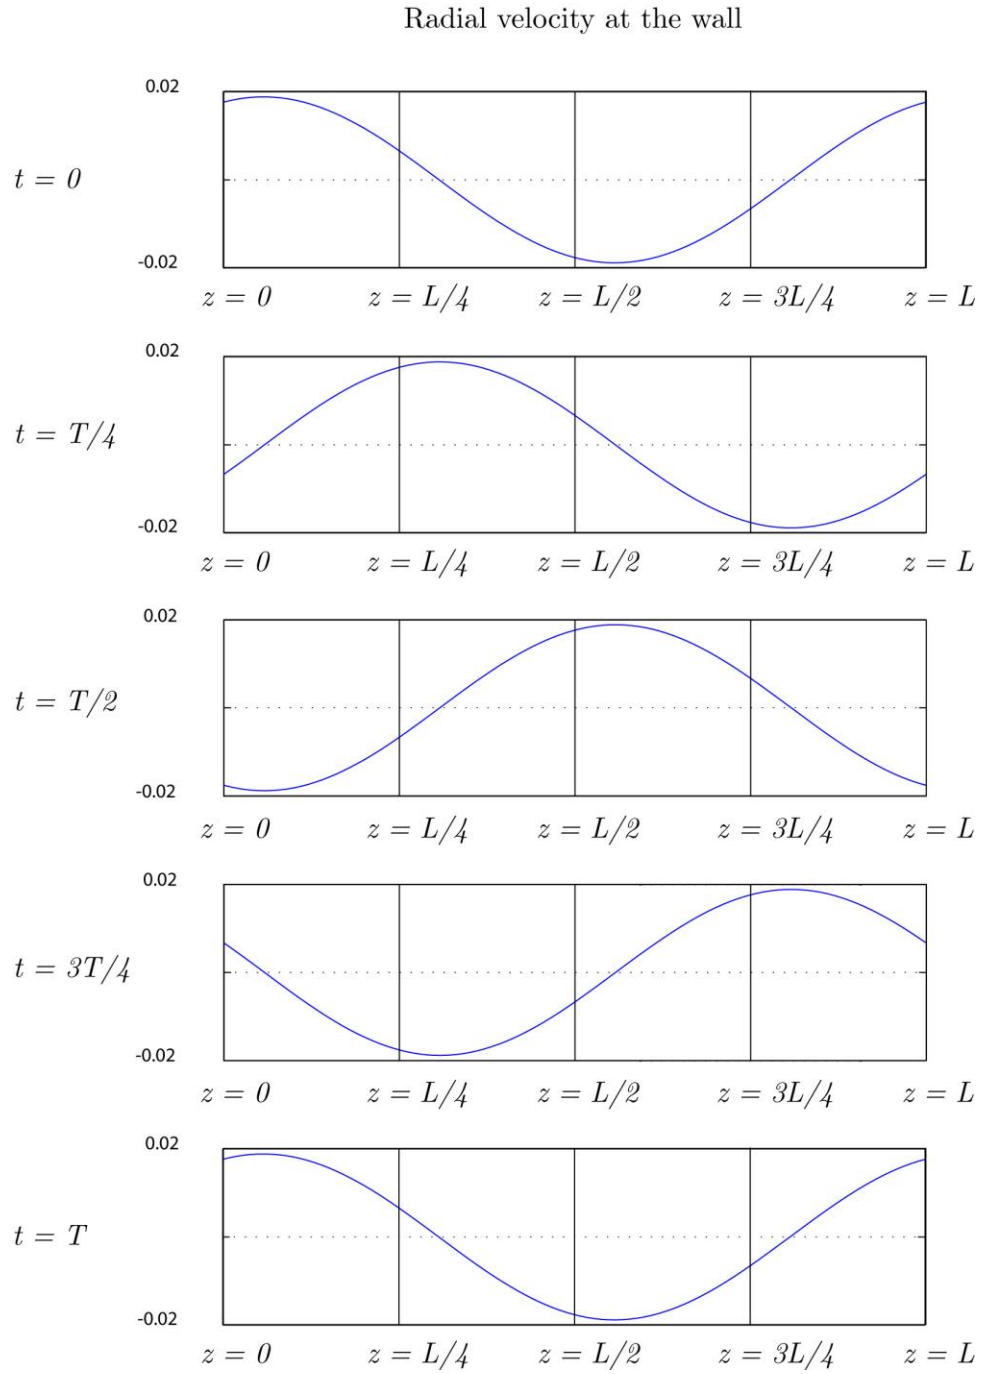 Radial velocity at the wall
0.02
t = 0
-0.02
z = 0 z = L/4 z = L/2 z = 3L/4 z = L
0.02
t = T/4
-0.02
z = 0 z = L/4 z = L/2 z = 3L/4 z = L
0.02
t = T/2
-0.02
z = 0 z = L/4 z = L/2 z = 3L/4 z = L
0.02
t = 3T/4
-0.02
z = 0 z = L/4 z = L/2 z = 3L/4 z = L
0.02
t = T
-0.02
z = 0 z = L/4 z = L/2 z = 3L/4 z = L